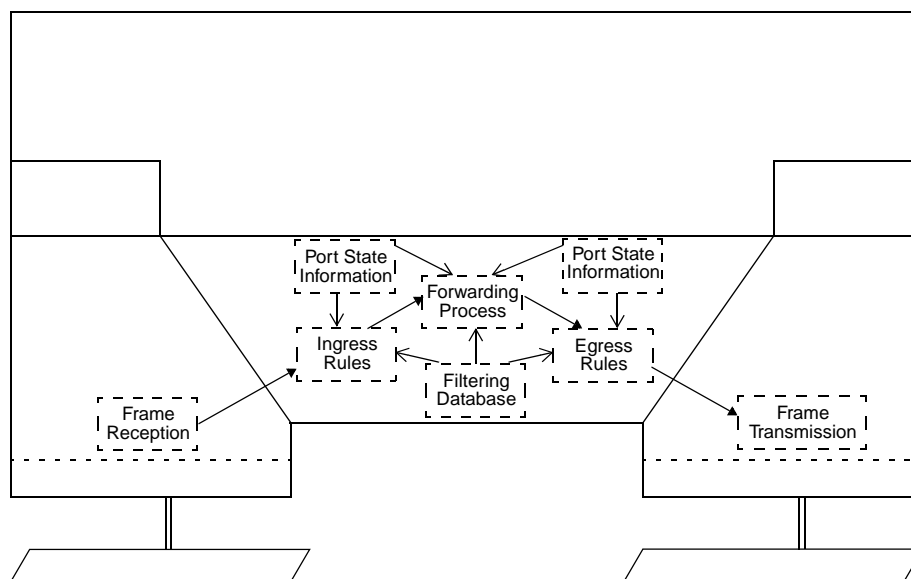 Port State
Information
Port State
Information
Forwarding
Process
Ingress
Rules
Egress
Rules
Filtering
Database
Frame
Reception
Frame
Transmission